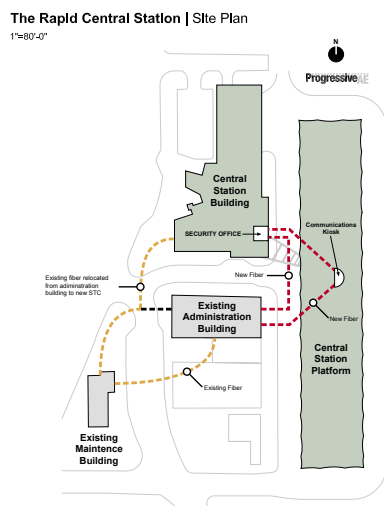 The Rapid Central Station | SIte Plan
1"=80'-0"
N
Progressive AE
Central
Station
Building
Communications
Kiosk
SECURITY OFFICE
New Fiber
Existing fiber relocated
from adminstration
building to new STC
Existing
Administration
Building
New Fiber
Central
Station
Platform
Existing Fiber
Existing
Maintence
Building